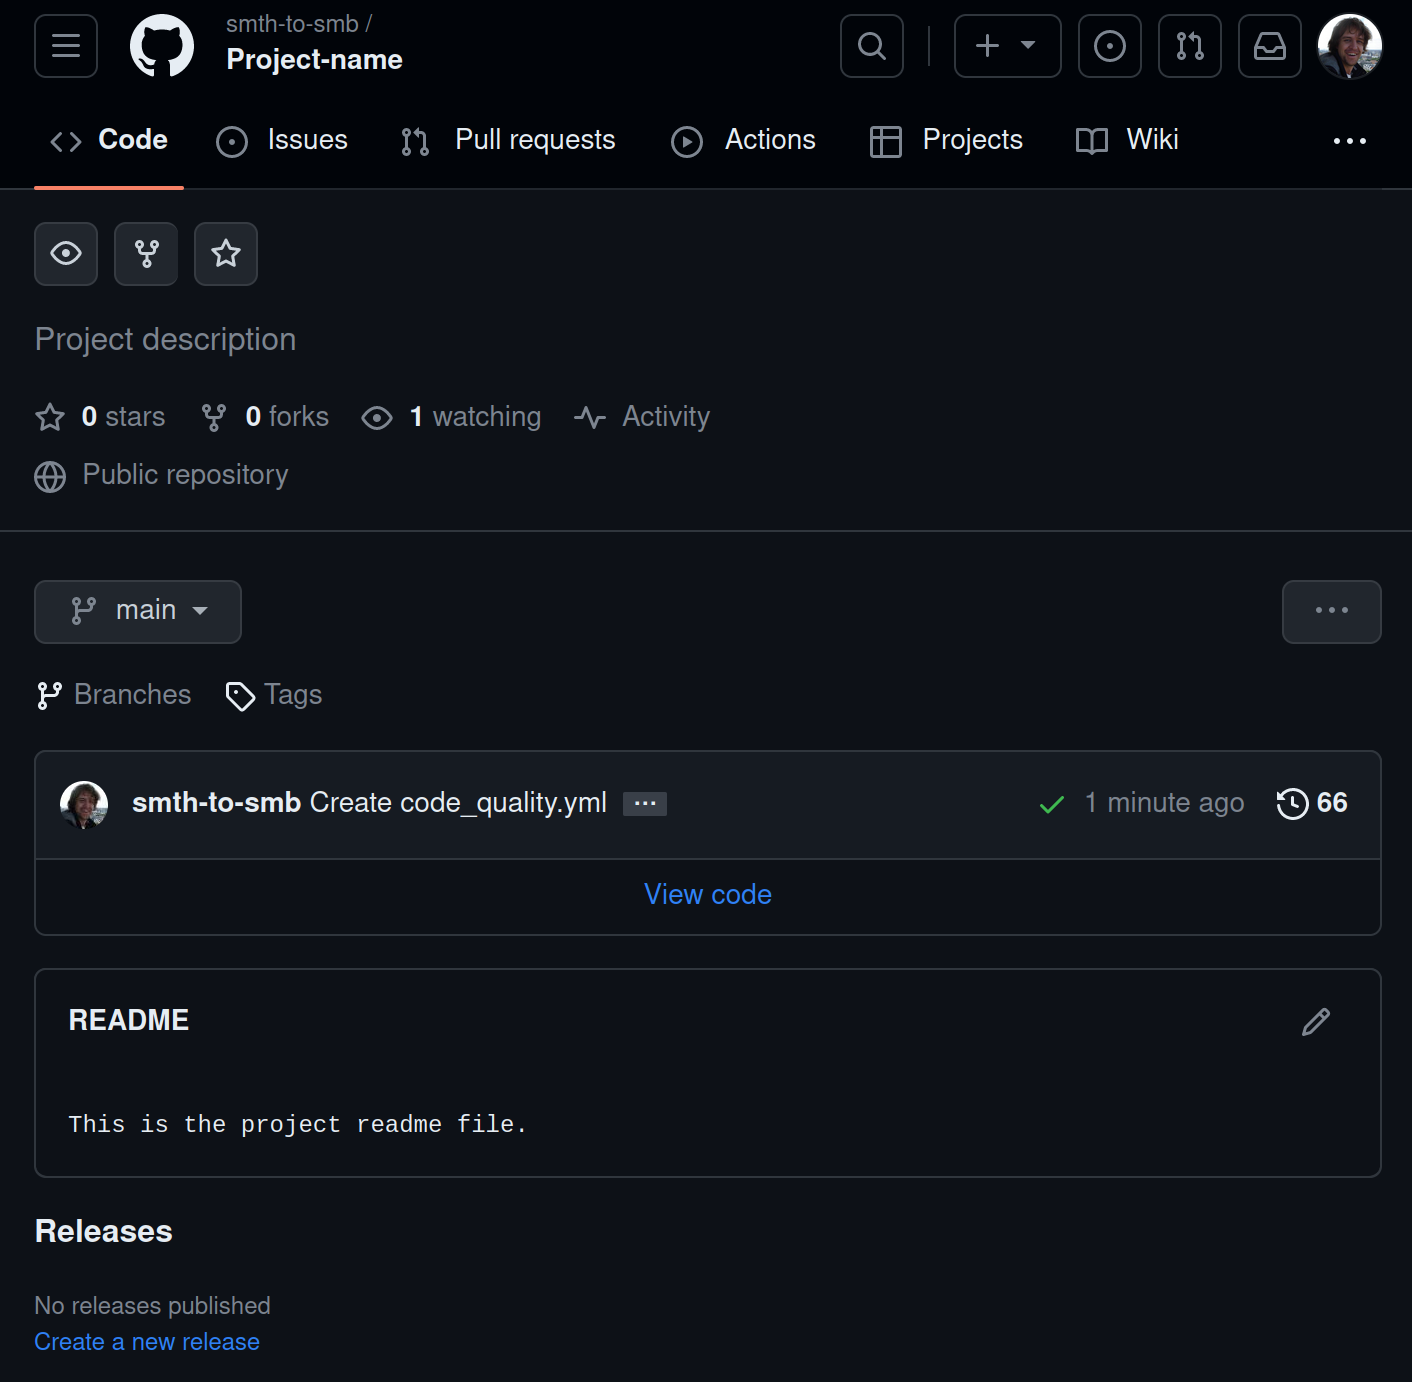 smth-to-smb /
Project-name
Code Issues Pull requests Actions Projects Wiki
Project description
0 stars 0 forks 1 watching Activity
Public repository
main
Branches Tags
smth-to-smb Create code_quality.yml ... 1 minute ago 66
View code
README
This is the project readme file.
Releases
No releases published
Create a new release